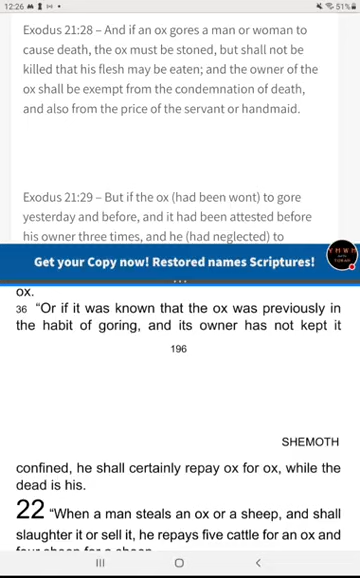 12:26
51%
Exodus 21:28 – And if an ox gores a man or woman to
cause death, the ox must be stoned, but shall not be
killed that his flesh may be eaten; and the owner of the
ox shall be exempt from the condemnation of death,
and also from the price of the servant or handmaid.
Exodus 21:29 – But if the ox (had been wont) to gore
yesterday and before, and it had been attested before
his owner three times, and he (had neglected) to
Get your Copy now! Restored names Scriptures!
YMWH
ox.
36 “Or if it was known that the ox was previously in
the habit of goring, and its owner has not kept it
196
SHEMOTH
confined, he shall certainly repay ox for ox, while the
dead is his.
22 “When a man steals an ox or a sheep, and shall
slaughter it or sell it, he repays five cattle for an ox and
four sheep for a sheep.